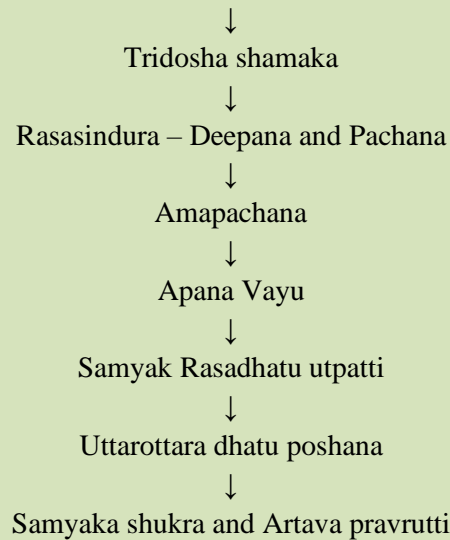 ↓
Tridosha shamaka
↓
Rasasindura – Deepana and Pachana
↓
Amapachana
↓
Apana Vayu
↓
Samyak Rasadhatu utpatti
↓
Uttarottara dhatu poshana
↓
Samyaka shukra and Artava pravrutti